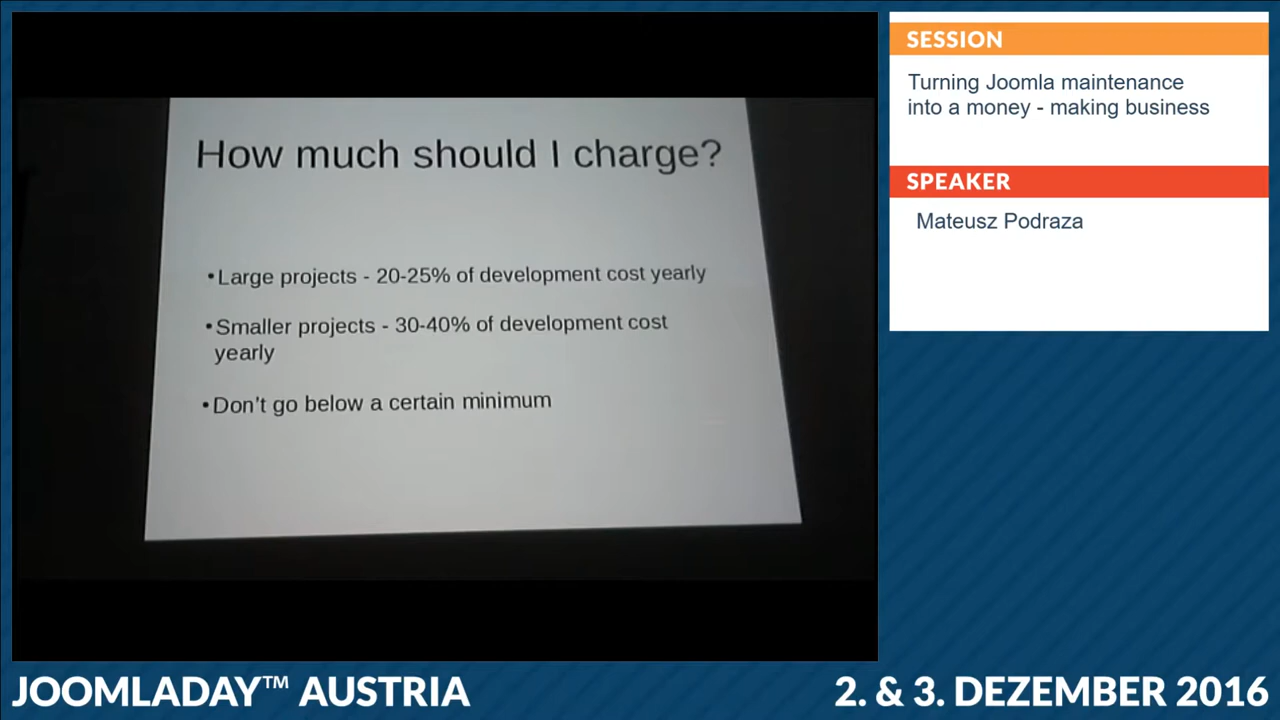 How much should I charge?
•Large projects - 20-25% of development cost yearly
•Smaller projects - 30-40% of development cost
yearly
•Don't go below a certain minimum
SESSION
Turning Joomla maintenance
into a money - making business
SPEAKER
Mateusz Podraza
JOOMLADAY™ AUSTRIA
2. & 3. DEZEMBER 2016